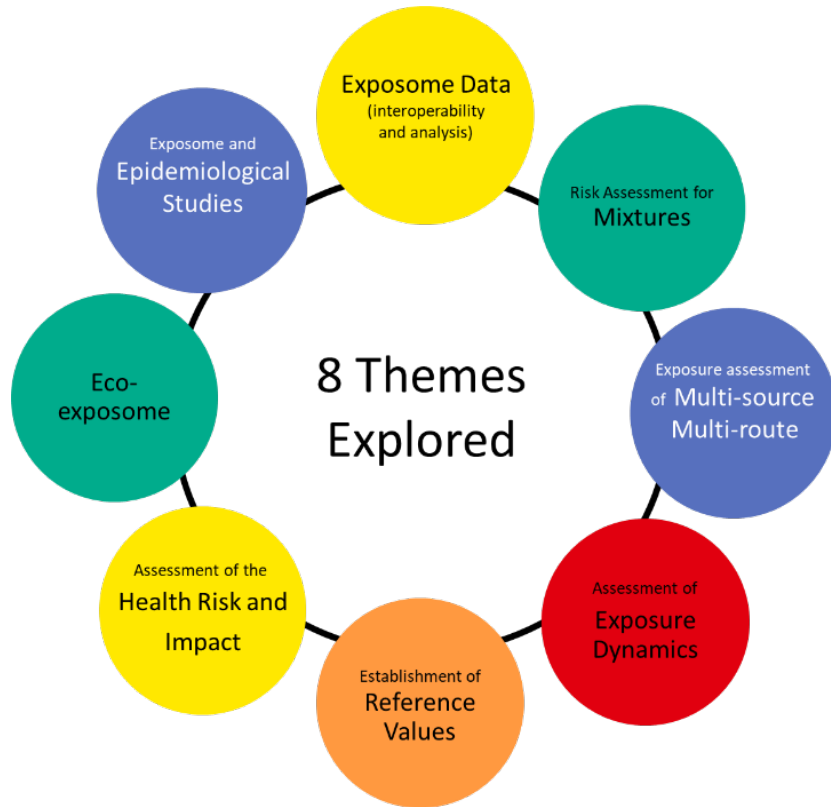 Exposome Data
(interoperability
and analysis)
Risk Assessment for
Mixtures
Exposure assessment
of Multi-source
Multi-route
Assessment of
Exposure
Dynamics
Establishment of
Reference
Values
Assessment of the
Health Risk and
Impact
Eco-
exposome
Exposome and
Epidemiological
Studies
8 Themes
Explored